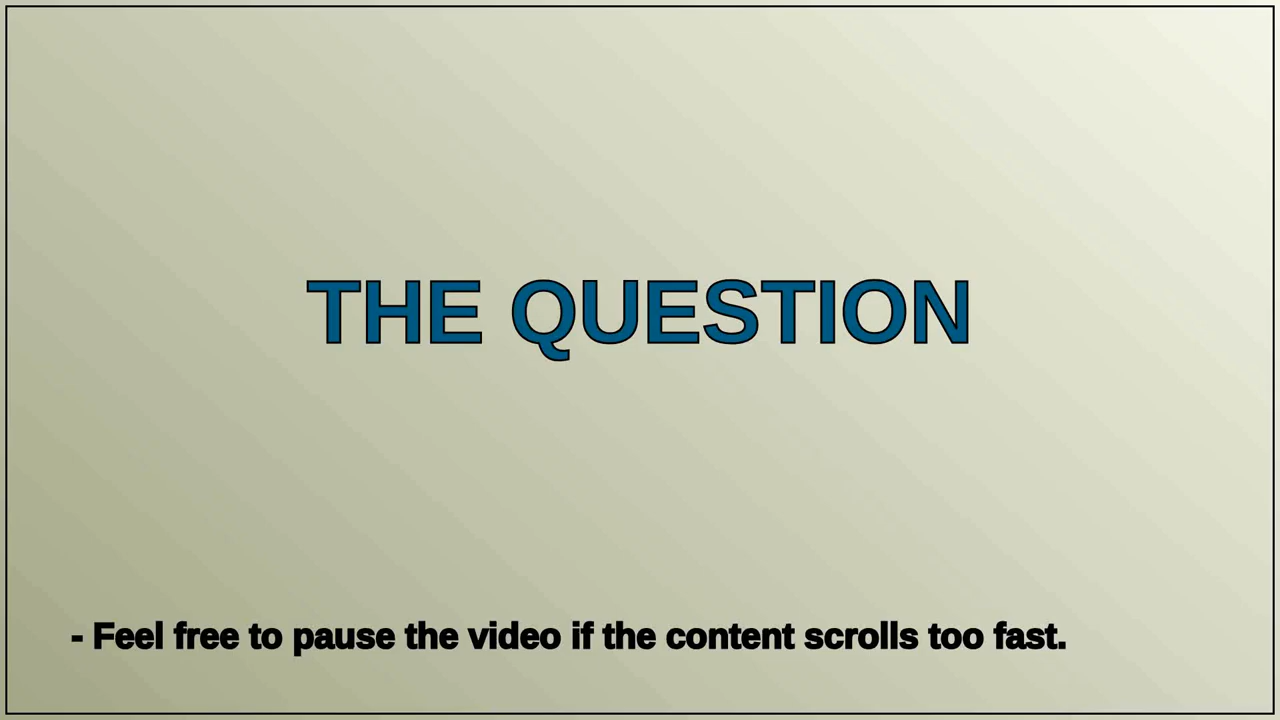 THE QUESTION
- Feel free to pause the video if the content scrolls too fast.